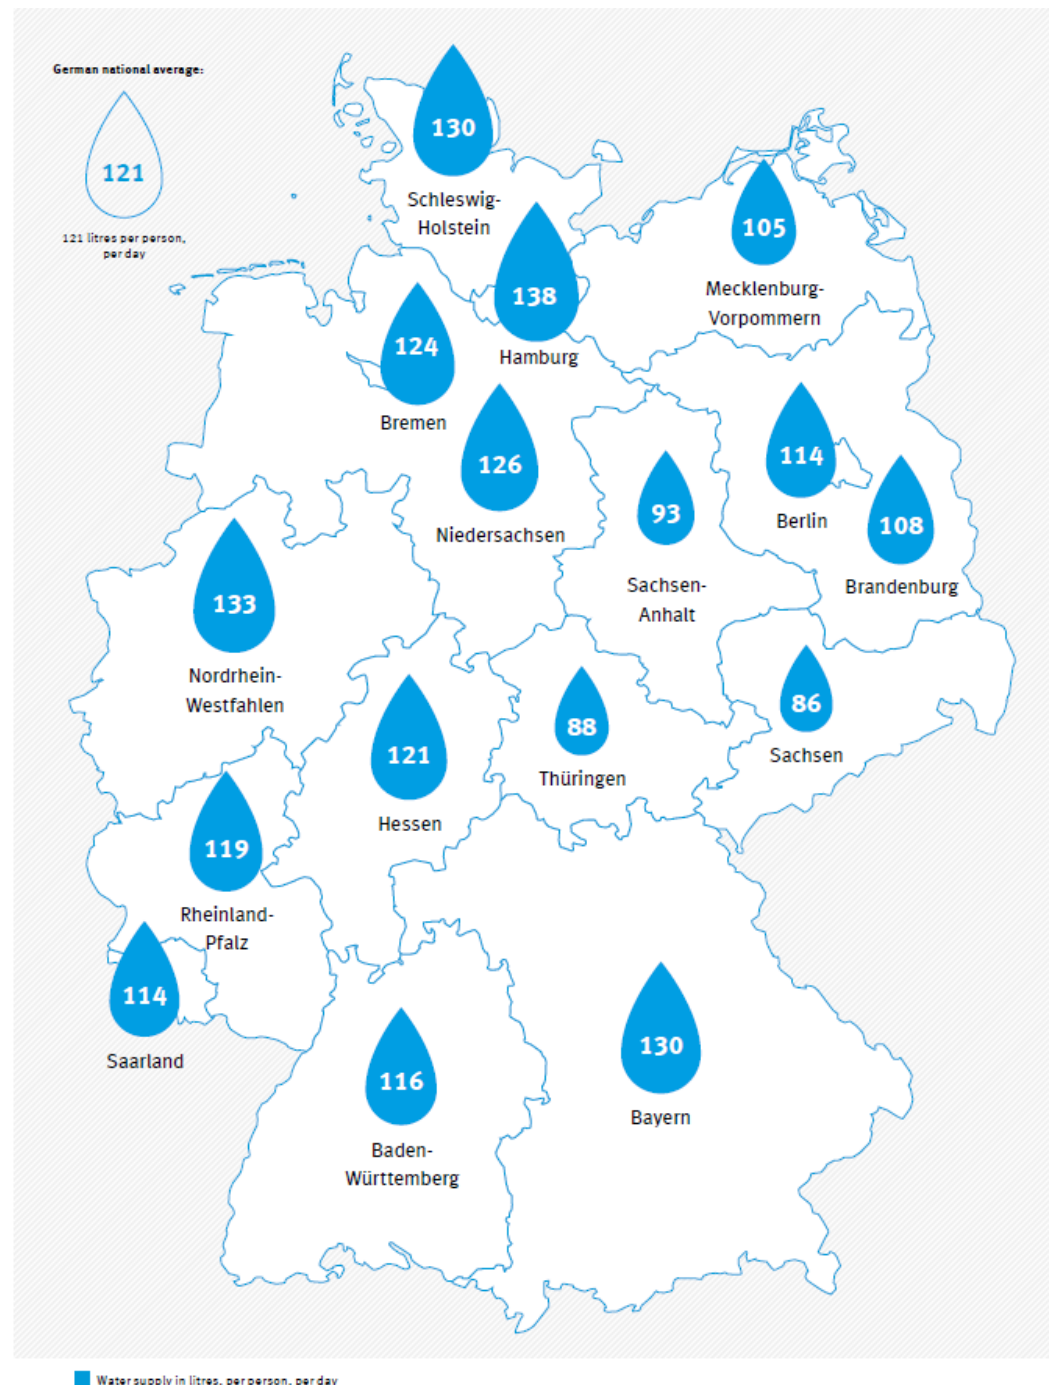 German national average:
121
121 litres per person,
per day
130
Schleswig-
Holstein
105
Mecklenburg-
Vorpommern
138
Hamburg
124
Bremen
126
Niedersachsen
93
Sachsen-
Anhalt
114
Berlin
108
Brandenburg
133
Nordrhein-
Westfahlen
121
Hessen
88
Thüringen
86
Sachsen
119
Rheinland-
Pfalz
114
Saarland
116
Baden-
Württemberg
130
Bayern
Water supply in litres, per person, per day